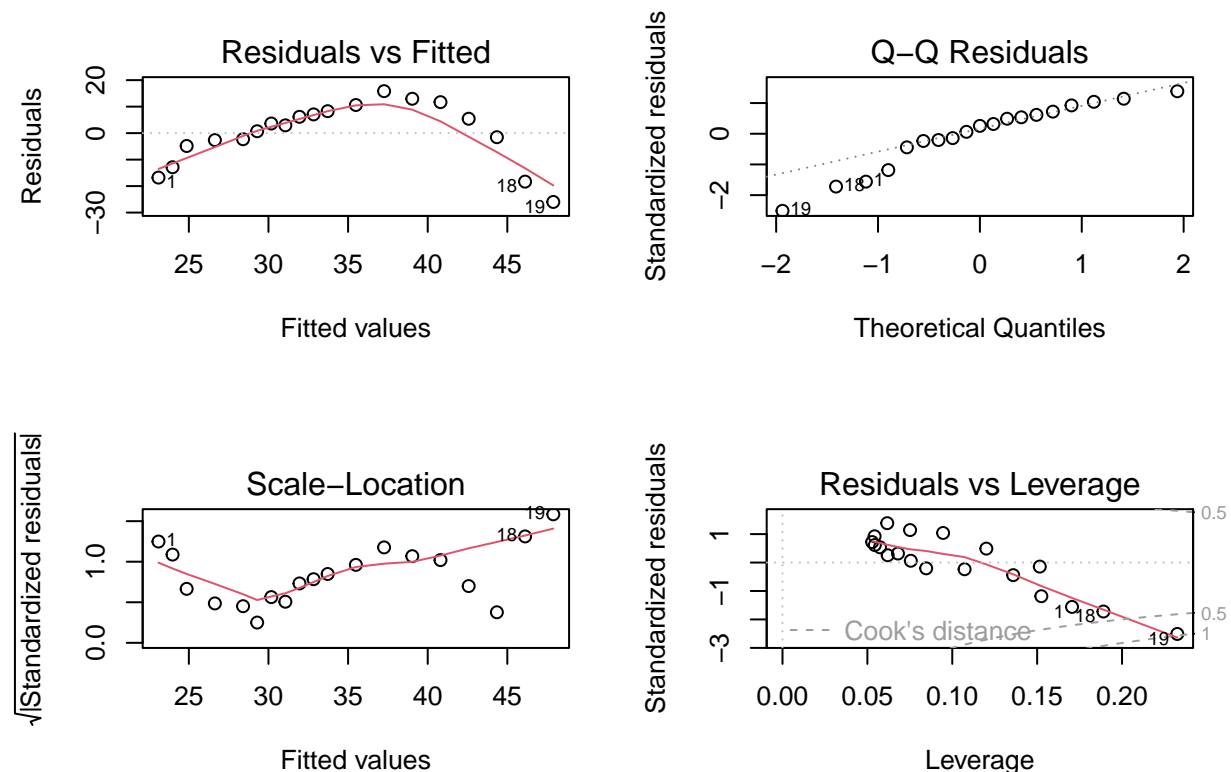 Residuals vs Fitted
Residuals
20
0
−30
1
18
19
25 30 35 40 45
Fitted values
Q−Q Residuals
Standardized residuals
0
−2
19
18
1
−2 −1 0 1 2
Theoretical Quantiles
Scale−Location
√|Standardized residuals|
1.0
0.0
1
18
19
25 30 35 40 45
Fitted values
Residuals vs Leverage
Standardized residuals
1
−1
−3
0.5
0.5
1
Cook's distance
1
18
19
0.00 0.05 0.10 0.15 0.20
Leverage